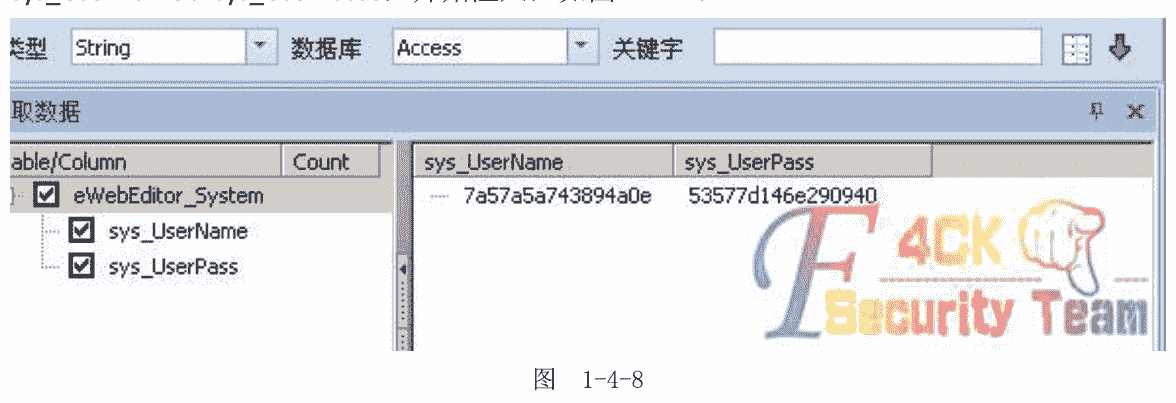 类型 String 数据库 Access 关键字
取数据
able/Column Count sys_UserName sys_UserPass
eWebEditor_System 7a57a5a743894a0e 53577d146e290940
sys_UserName
sys_UserPass
F4CK
Security Team
图 1-4-8